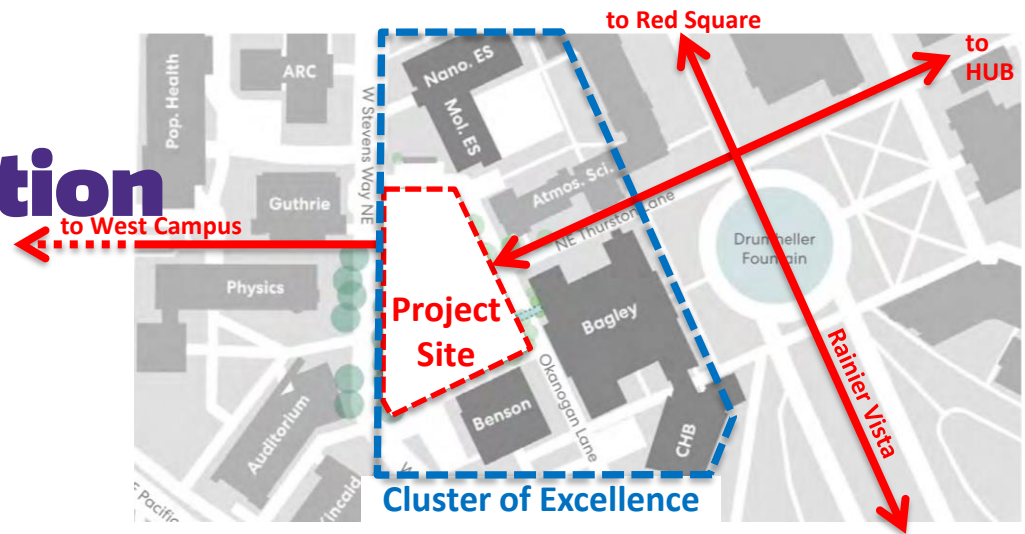 to Red Square
to
HUB
Nano. ES
ARC
Pop. Health
Mol. ES
W Stevens Way NE
Atmos. Sci.
tion
Guthrie
to West Campus
NE Thurston Lane
Drumheller
Fountain
Physics
Project
Site
Bagley
Rainier Vista
Okanogan Lane
Benson
Auditorium
CHB
W
E Pacific
incaid
Cluster of Excellence